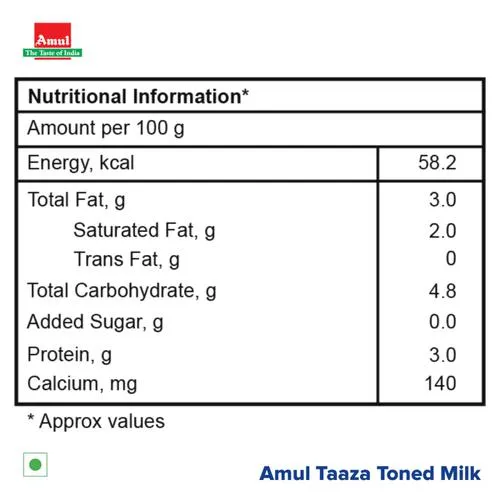 Amul
The Taste of India
Nutritional Information*
Amount per 100 g
Energy, kcal 58.2
Total Fat, g 3.0
Saturated Fat, g 2.0
Trans Fat, g 0
Total Carbohydrate, g 4.8
Added Sugar, g 0.0
Protein, g 3.0
Calcium, mg 140
* Approx values
Amul Taaza Toned Milk